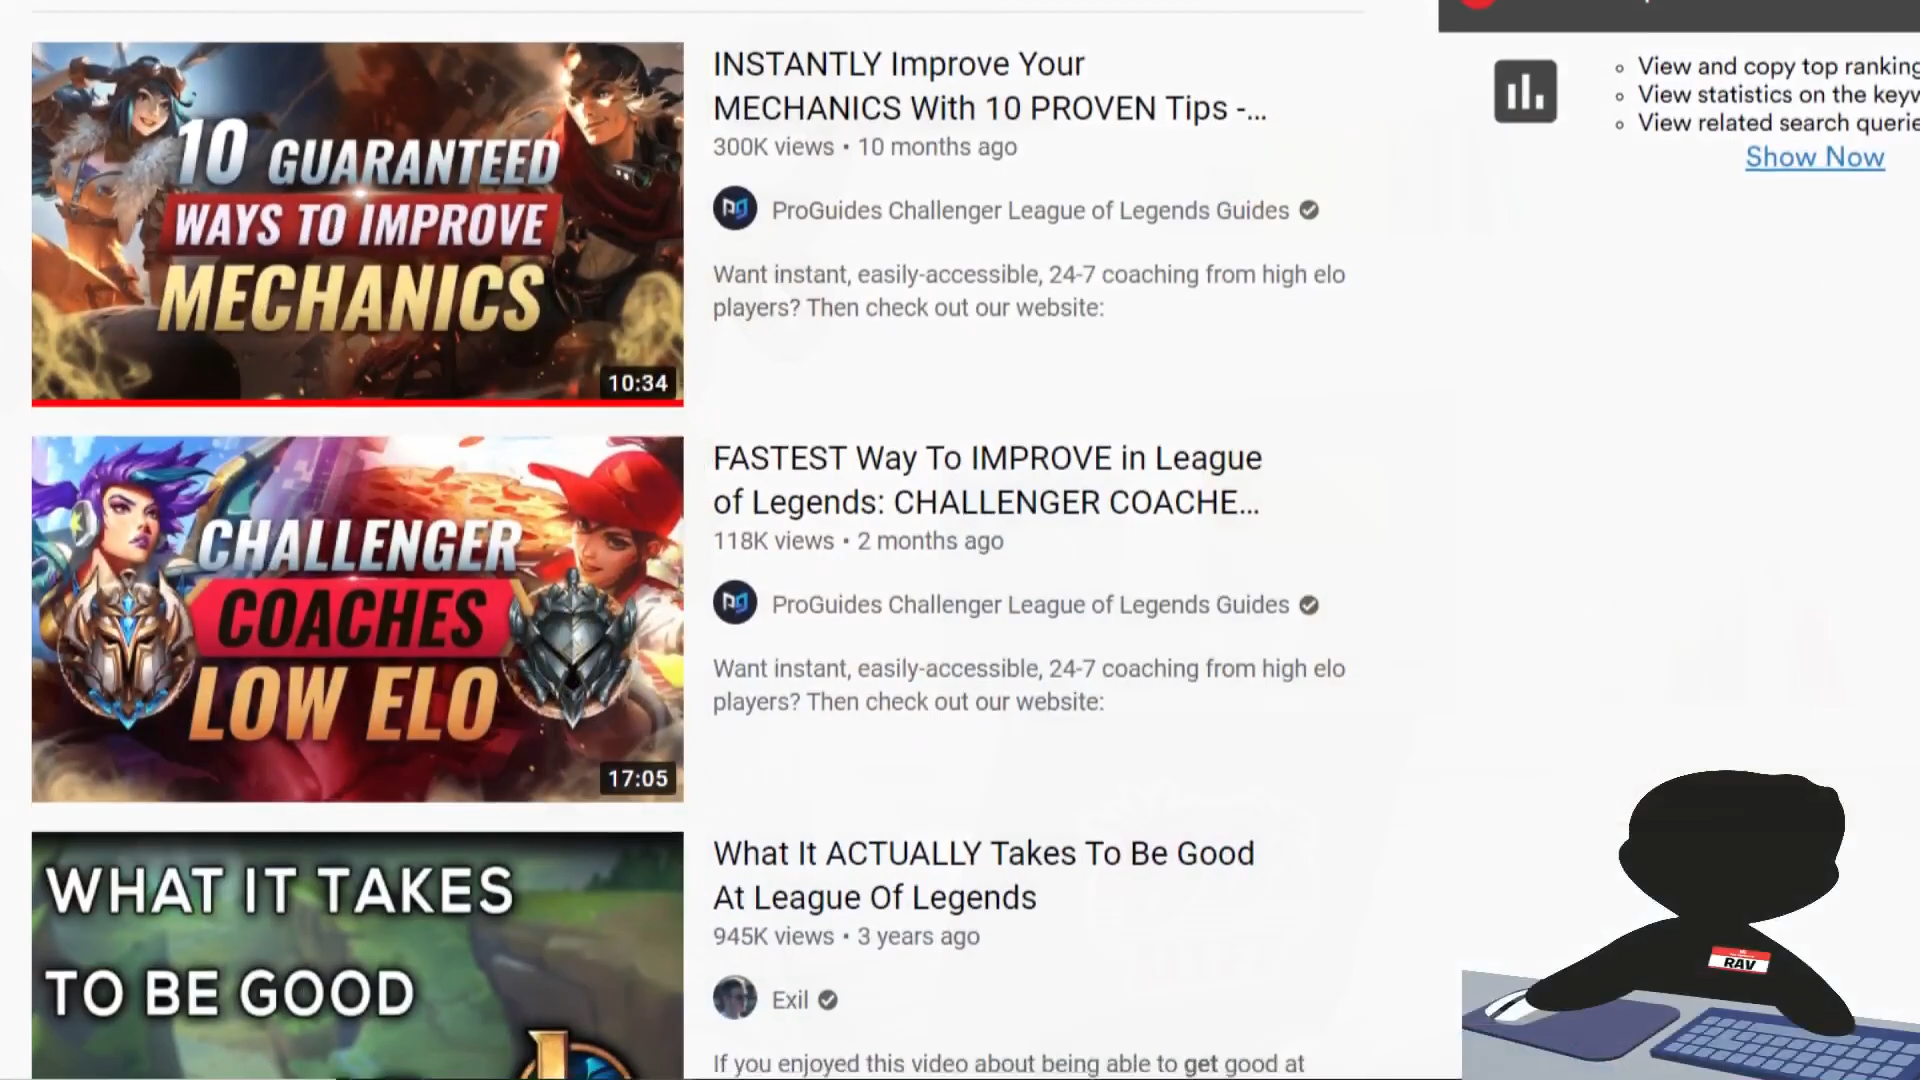 10 GUARANTEED
WAYS TO IMPROVE
MECHANICS
10:34
INSTANTLY Improve Your
MECHANICS With 10 PROVEN Tips -...
300K views • 10 months ago
ProGuides Challenger League of Legends Guides
Want instant, easily-accessible, 24-7 coaching from high elo
players? Then check out our website:
CHALLENGER
COACHES
LOW ELO
17:05
FASTEST Way To IMPROVE in League
of Legends: CHALLENGER COACHE...
118K views • 2 months ago
ProGuides Challenger League of Legends Guides
Want instant, easily-accessible, 24-7 coaching from high elo
players? Then check out our website:
WHAT IT TAKES
TO BE GOOD
What It ACTUALLY Takes To Be Good
At League Of Legends
945K views • 3 years ago
Exil
If you enjoyed this video about being able to get good at
View and copy top ranking
View statistics on the keyw
View related search querie
Show Now
RAV